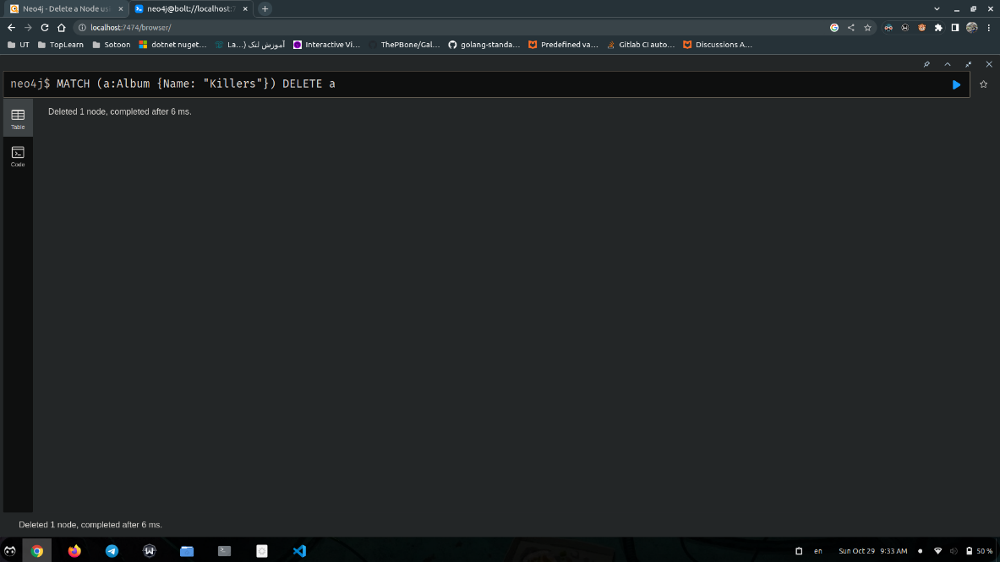 Neo4j - Delete a Node us
neo4j@bolt://localhost:7
localhost:7474/browser/
UT TopLearn Sotoon dotnet nuget… La…) آموزش لنک Interactive Vi… ThePBone/Gal… golang-standa… Predefined va… Gitlab CI auto… Discussions A…
neo4j$ MATCH (a:Album {Name: "Killers"}) DELETE a
Table
Deleted 1 node, completed after 6 ms.
Code
Deleted 1 node, completed after 6 ms.
en Sun Oct 29 9:33 AM 50 %